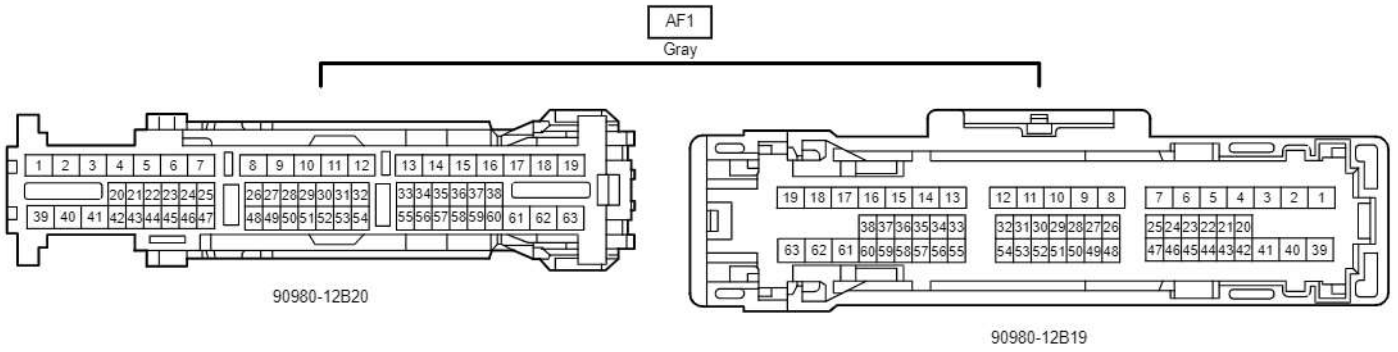 AF1
Gray
1 2 3 4 5 6 7 8 9 10 11 12 13 14 15 16 17 18 19
20 21 22 23 24 25 26 27 28 29 30 31 32 33 34 35 36 37 38
39 40 41 42 43 44 45 46 47 48 49 50 51 52 53 54 55 56 57 58 59 60 61 62 63
90980-12B20
19 18 17 16 15 14 13 12 11 10 9 8 7 6 5 4 3 2 1
38 37 36 35 34 33 32 31 30 29 28 27 26 25 24 23 22 21 20
63 62 61 60 59 58 57 56 55 54 53 52 51 50 49 48 47 46 45 44 43 42 41 40 39
90980-12B19